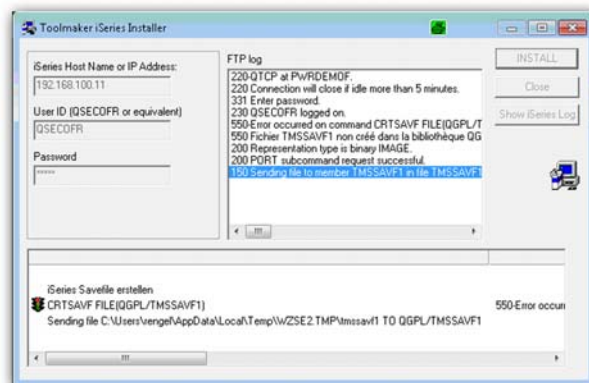 Toolmaker iSeries Installer
iSeries Host Name or IP Address:
192.168.100.11
User ID (QSECOFR or equivalent)
QSECOFR
Password
*****
FTP log
220-QTCP at PWRDEMOF.
220 Connection will close if idle more than 5 minutes.
331 Enter password.
230 QSECOFR logged on.
550-Error occurred on command CRTSAVF FILE(QGPL/T
550 Fichier TMSSAVF1 non créé dans la bibliothèque QG
200 Representation type is binary IMAGE.
200 PORT subcommand request successful.
150 Sending file to member TMSSAVF1 in file TMSSAVF1
INSTALL
Close
Show iSeries Log
iSeries Savefile erstellen
CRTSAVF FILE(QGPL/TMSSAVF1)
550-Error occurr
Sending file C:\Users\vengel\AppData\Local\Temp\WZSE2.TMP\tmssavf1 TO QGPL/TMSSAVF1